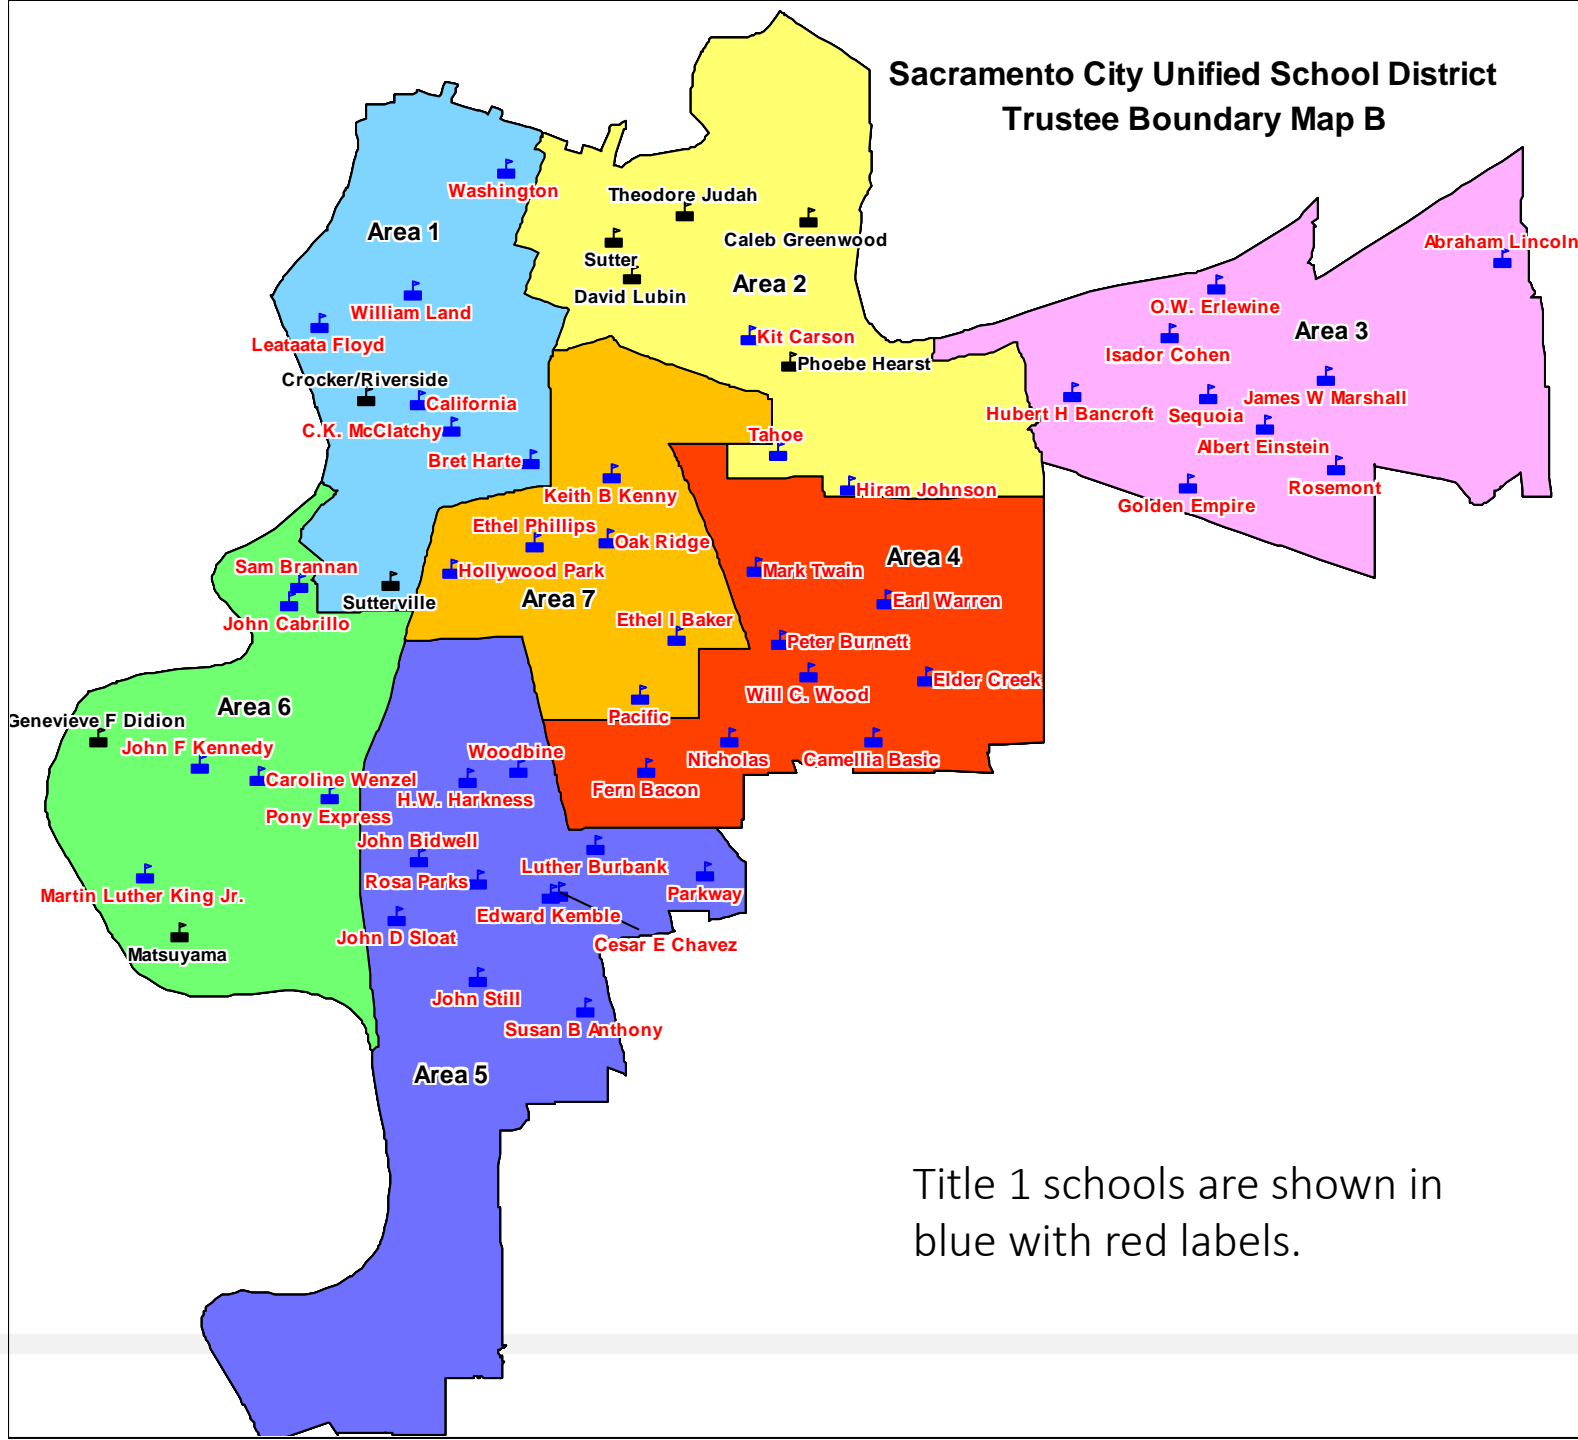 Sacramento City Unified School District
Trustee Boundary Map B
Washington
Theodore Judah
Caleb Greenwood
Area 1
Sutter
David Lubin
Area 2
Abraham Lincoln
O.W. Erlewine
Area 3
William Land
Leataata Floyd
Kit Carson
Isador Cohen
Phoebe Hearst
Crocker/Riverside
California
C.K. McClatchy
Bret Harte
Hubert H Bancroft
Sequoia
James W Marshall
Albert Einstein
Rosemont
Golden Empire
Tahoe
Hiram Johnson
Keith B Kenny
Ethel Phillips
Oak Ridge
Hollywood Park
Area 7
Mark Twain
Area 4
Earl Warren
Sam Brannan
John Cabrillo
Sutterville
Ethel I Baker
Peter Burnett
Will C. Wood
Elder Creek
Pacific
Area 6
Genevieve F Didion
John F Kennedy
Caroline Wenzel
Pony Express
Woodbine
H.W. Harkness
Nicholas
Camellia Basic
Fern Bacon
John Bidwell
Rosa Parks
Luther Burbank
Parkway
Martin Luther King Jr.
Edward Kemble
Cesar E Chavez
John D Sloat
Matsuyama
John Still
Susan B Anthony
Area 5
Title 1 schools are shown in
blue with red labels.